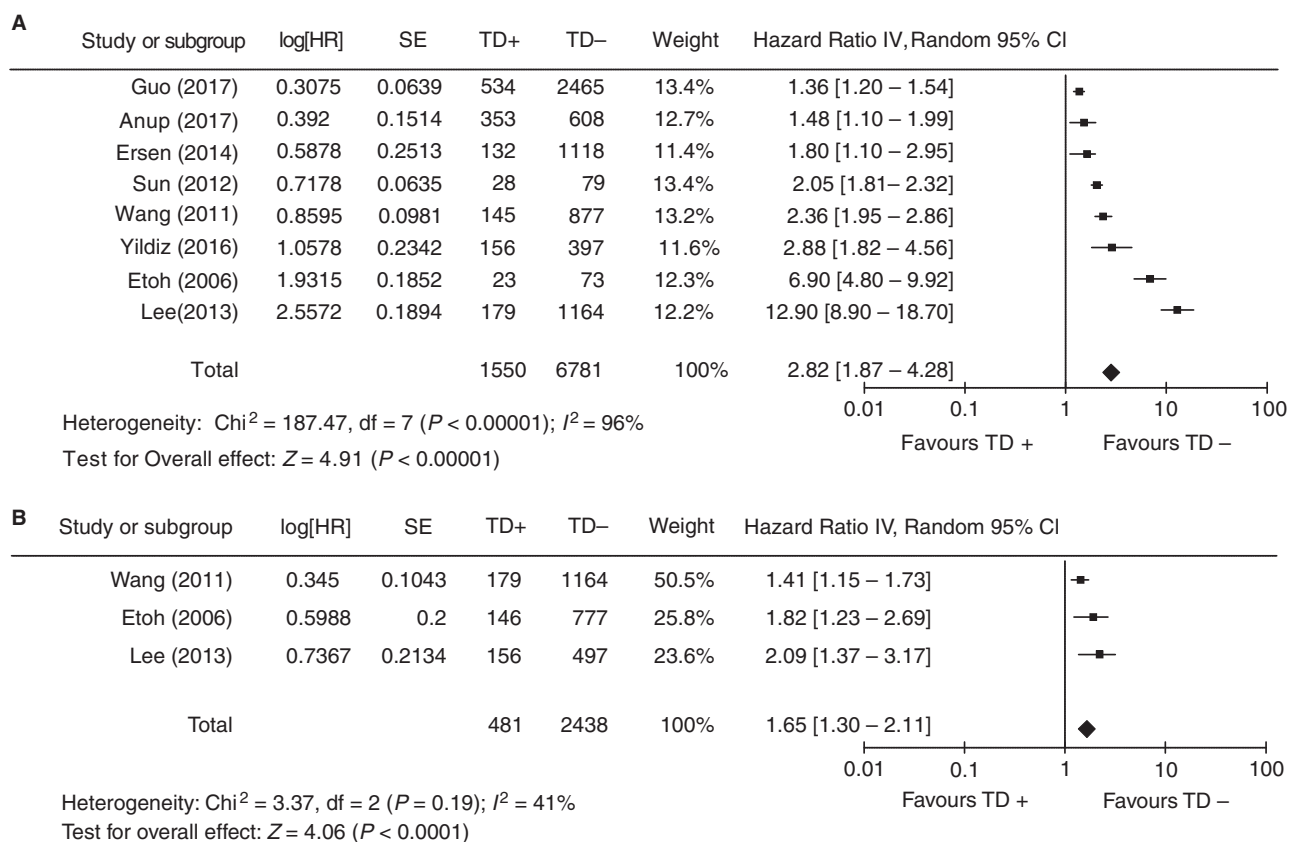 A
Study or subgroup log[HR] SE TD+ TD– Weight Hazard Ratio IV, Random 95% CI
Guo (2017) 0.3075 0.0639 534 2465 13.4% 1.36 [1.20 – 1.54]
Anup (2017) 0.392 0.1514 353 608 12.7% 1.48 [1.10 – 1.99]
Ersen (2014) 0.5878 0.2513 132 1118 11.4% 1.80 [1.10 – 2.95]
Sun (2012) 0.7178 0.0635 28 79 13.4% 2.05 [1.81– 2.32]
Wang (2011) 0.8595 0.0981 145 877 13.2% 2.36 [1.95 – 2.86]
Yildiz (2016) 1.0578 0.2342 156 397 11.6% 2.88 [1.82 – 4.56]
Etoh (2006) 1.9315 0.1852 23 73 12.3% 6.90 [4.80 – 9.92]
Lee(2013) 2.5572 0.1894 179 1164 12.2% 12.90 [8.90 – 18.70]
Total 1550 6781 100% 2.82 [1.87 – 4.28]
0.01 0.1 1 10 100
Heterogeneity: Chi² = 187.47, df = 7 (P < 0.00001); I² = 96%
Favours TD + Favours TD –
Test for Overall effect: Z = 4.91 (P < 0.00001)
B
Study or subgroup log[HR] SE TD+ TD– Weight Hazard Ratio IV, Random 95% CI
Wang (2011) 0.345 0.1043 179 1164 50.5% 1.41 [1.15 – 1.73]
Etoh (2006) 0.5988 0.2 146 777 25.8% 1.82 [1.23 – 2.69]
Lee (2013) 0.7367 0.2134 156 497 23.6% 2.09 [1.37 – 3.17]
Total 481 2438 100% 1.65 [1.30 – 2.11]
0.01 0.1 1 10 100
Heterogeneity: Chi² = 3.37, df = 2 (P = 0.19); I² = 41%
Favours TD + Favours TD –
Test for overall effect: Z = 4.06 (P < 0.0001)